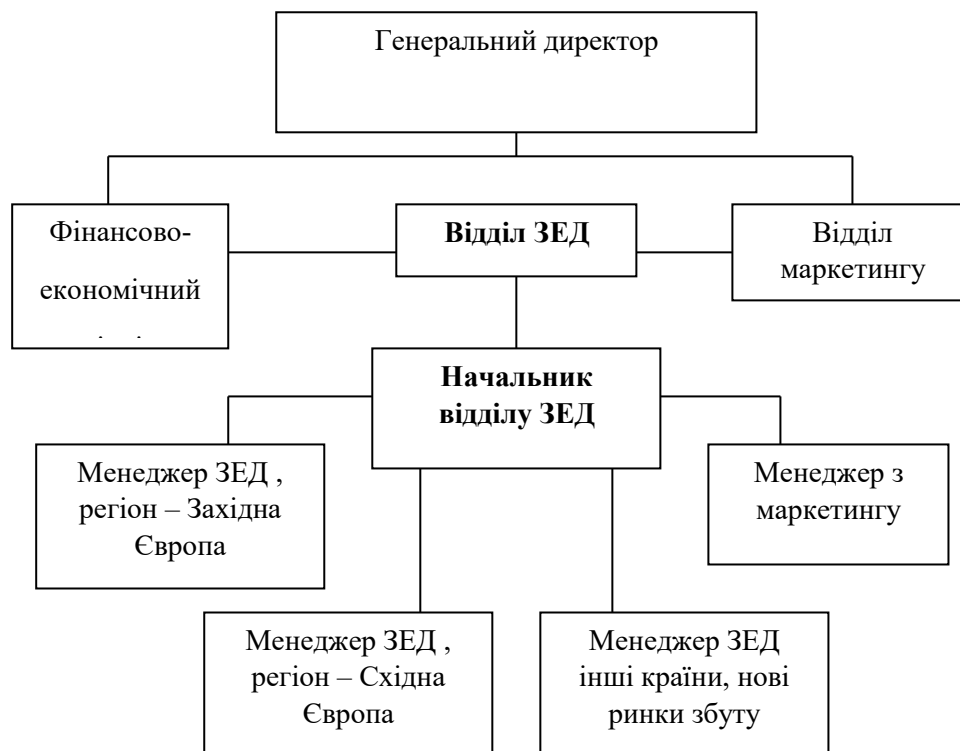 Генеральний директор
Фінансово-
економічний
Відділ ЗЕД
Відділ
маркетингу
Начальник
відділу ЗЕД
Менеджер ЗЕД ,
регіон – Західна
Європа
Менеджер з
маркетингу
Менеджер ЗЕД ,
регіон – Східна
Європа
Менеджер ЗЕД
інші країни, нові
ринки збуту